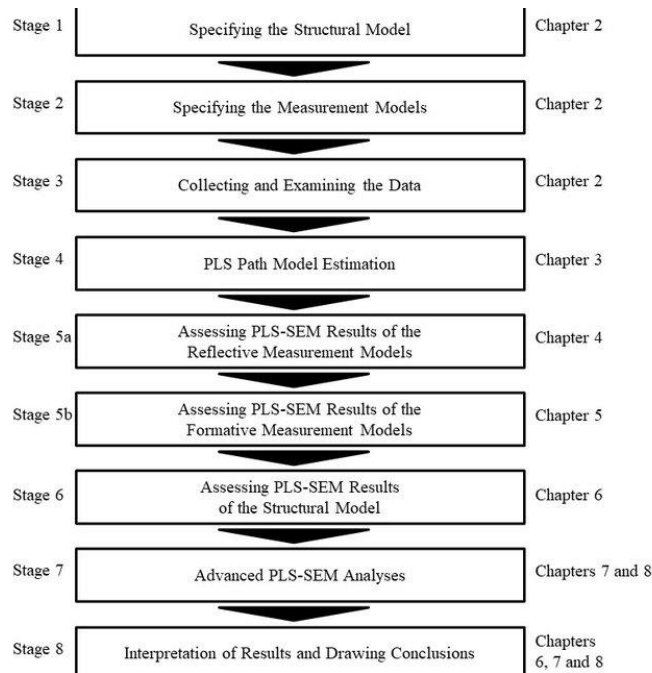 Stage 1 Specifying the Structural Model Chapter 2
Stage 2 Specifying the Measurement Models Chapter 2
Stage 3 Collecting and Examining the Data Chapter 2
Stage 4 PLS Path Model Estimation Chapter 3
Stage 5a Assessing PLS-SEM Results of the
Reflective Measurement Models Chapter 4
Stage 5b Assessing PLS-SEM Results of the
Formative Measurement Models Chapter 5
Stage 6 Assessing PLS-SEM Results
of the Structural Model Chapter 6
Stage 7 Advanced PLS-SEM Analyses Chapters 7 and 8
Stage 8 Interpretation of Results and Drawing Conclusions Chapters
6, 7 and 8